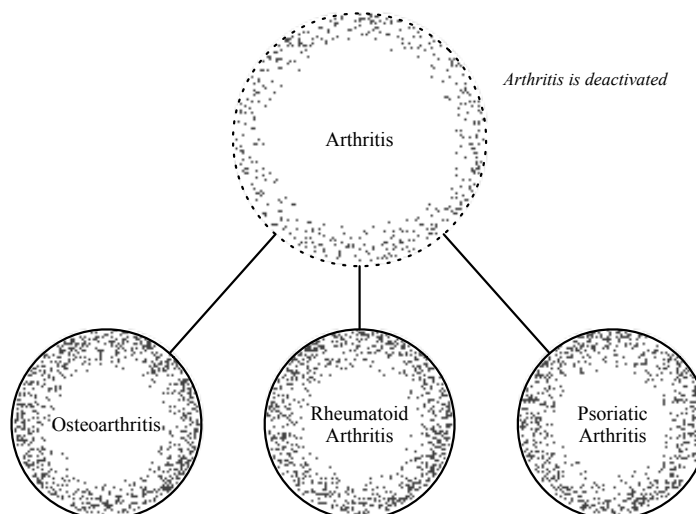 Arthritis is deactivated
Arthritis
Osteoarthritis
Rheumatoid
Arthritis
Psoriatic
Arthritis